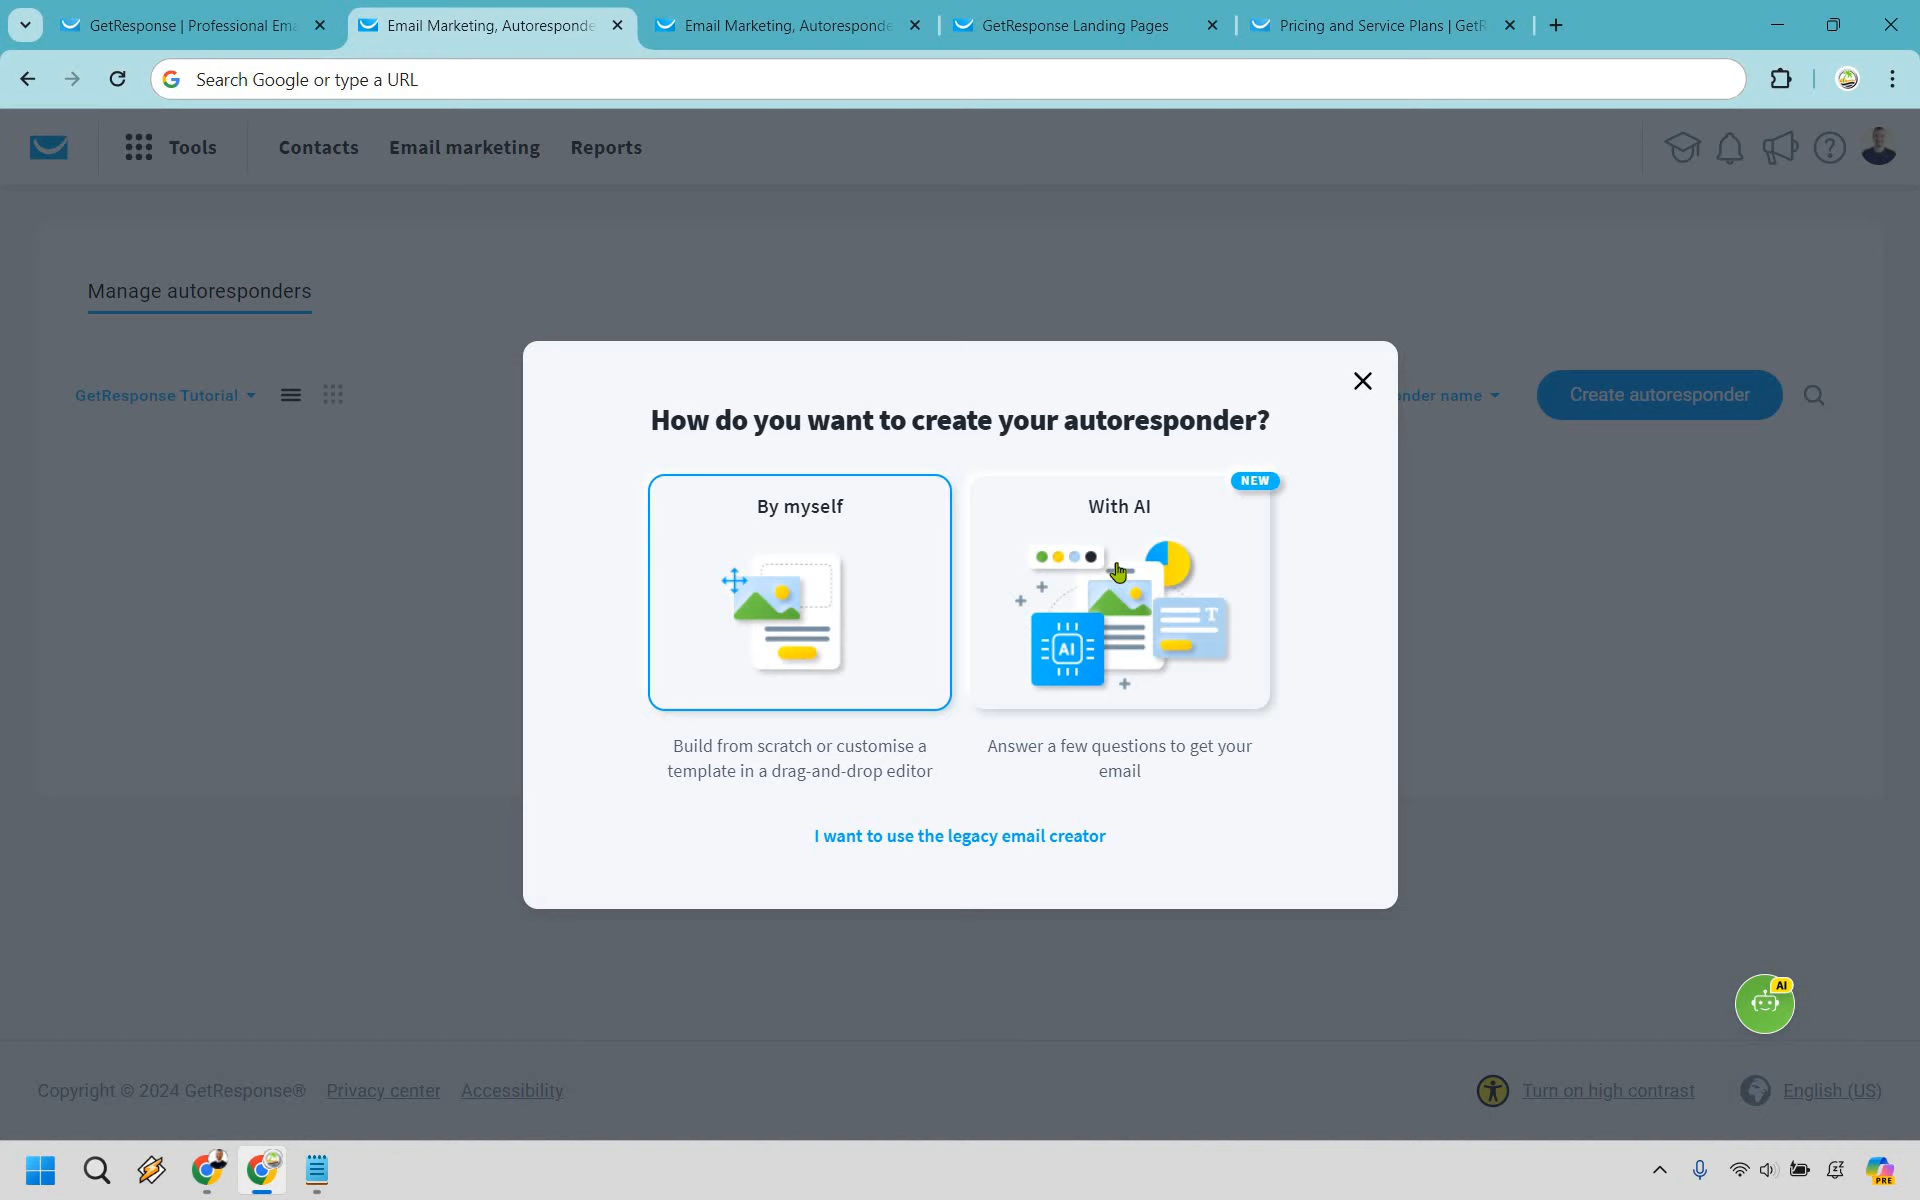 GetResponse | Professional Ema
Email Marketing, Autoresponde
Email Marketing, Autoresponde
GetResponse Landing Pages
Pricing and Service Plans | GetR
Search Google or type a URL
Tools
Contacts
Email marketing
Reports
Manage autoresponders
GetResponse Tutorial
onder name
Create autoresponder
How do you want to create your autoresponder?
By myself
NEW
With AI
T
AI
Build from scratch or customise a
template in a drag-and-drop editor
Answer a few questions to get your
email
I want to use the legacy email creator
AI
Copyright © 2024 GetResponse®
Privacy center
Accessibility
Turn on high contrast
English (US)
PRE